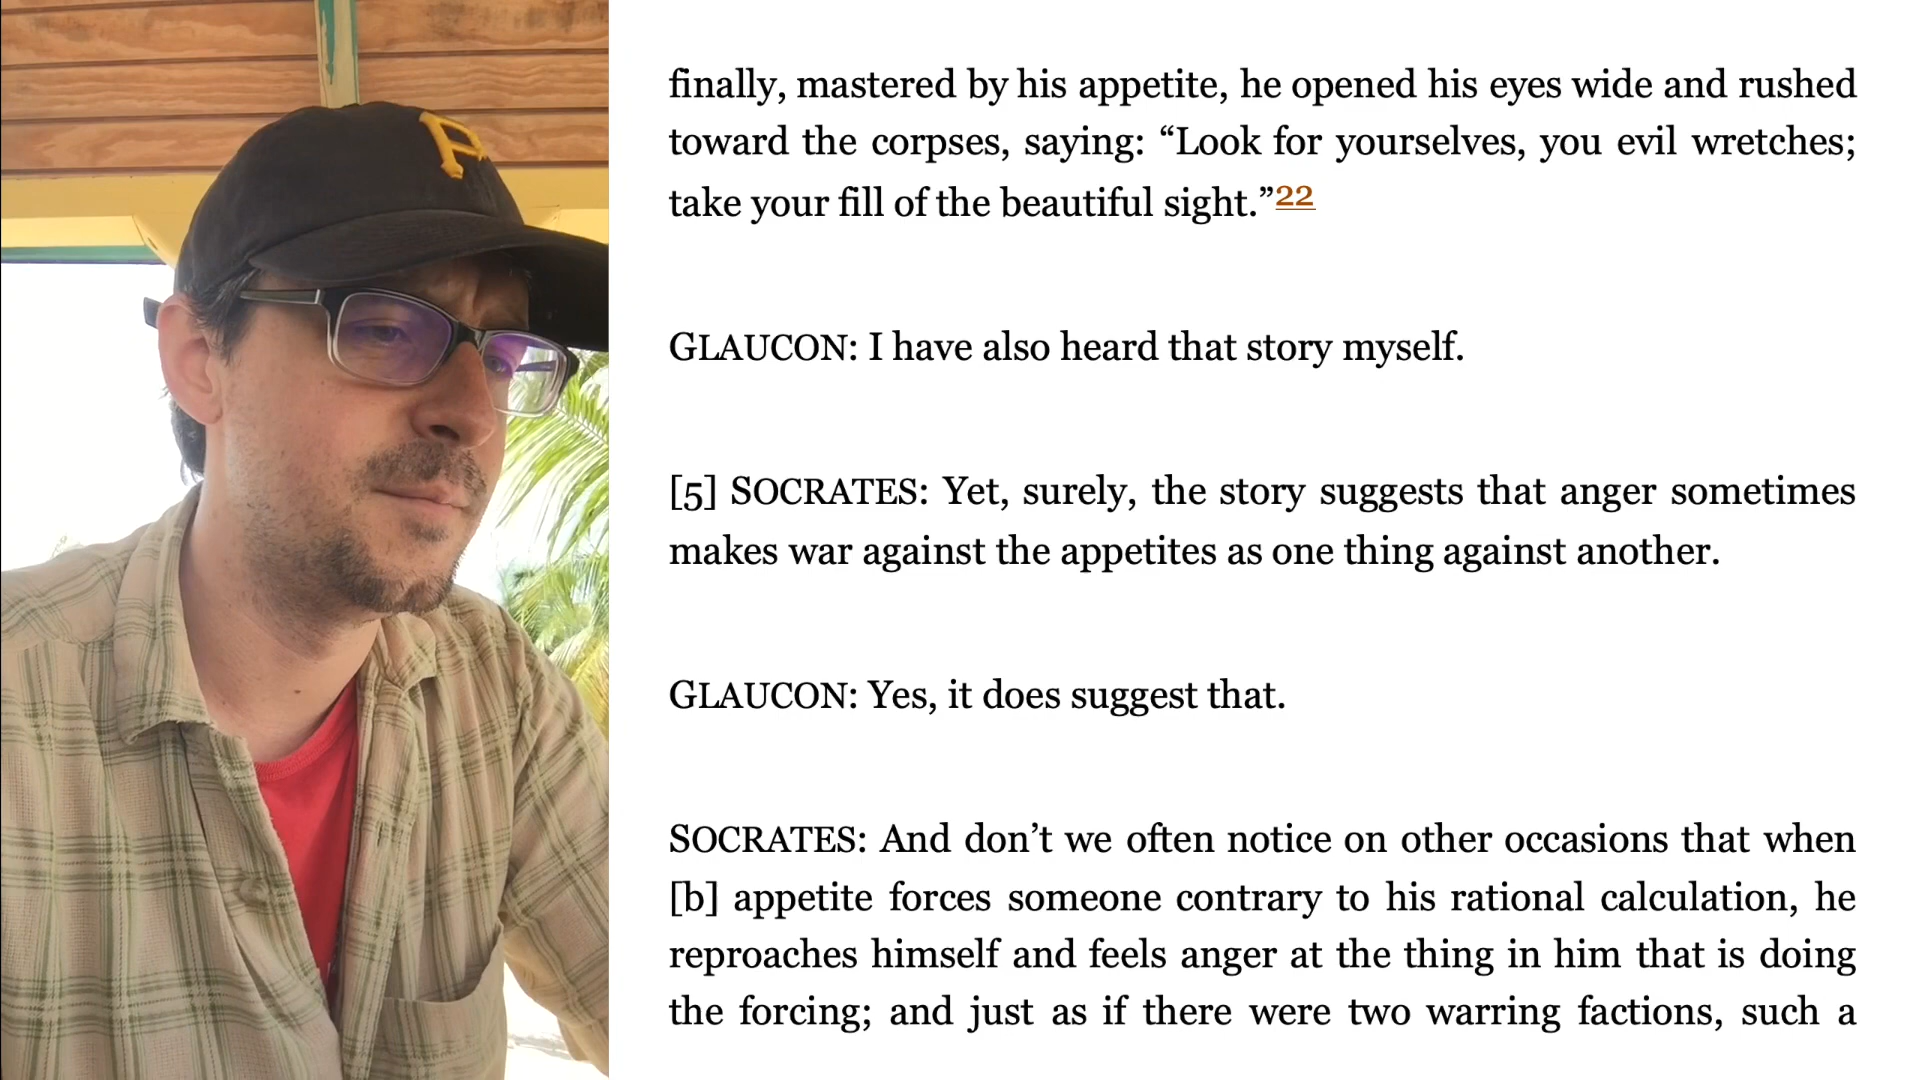 P
finally, mastered by his appetite, he opened his eyes wide and rushed
toward the corpses, saying: “Look for yourselves, you evil wretches;
take your fill of the beautiful sight.”22
GLAUCON: I have also heard that story myself.
[5] SOCRATES: Yet, surely, the story suggests that anger sometimes
makes war against the appetites as one thing against another.
GLAUCON: Yes, it does suggest that.
SOCRATES: And don’t we often notice on other occasions that when
[b] appetite forces someone contrary to his rational calculation, he
reproaches himself and feels anger at the thing in him that is doing
the forcing; and just as if there were two warring factions, such a